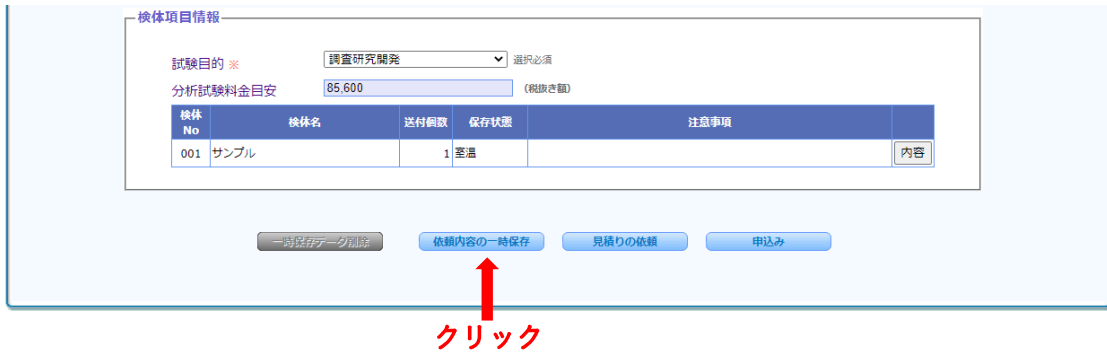 検体項目情報
試験目的 ※ 調査研究開発 選択必須
分析試験料金目安 85,600 (税抜き額)
検体No 検体名 送付個数 保存状態 注意事項
001 サンプル 1 室温 内容
一時保存データ削除 依頼内容の一時保存 見積りの依頼 申込み
クリック